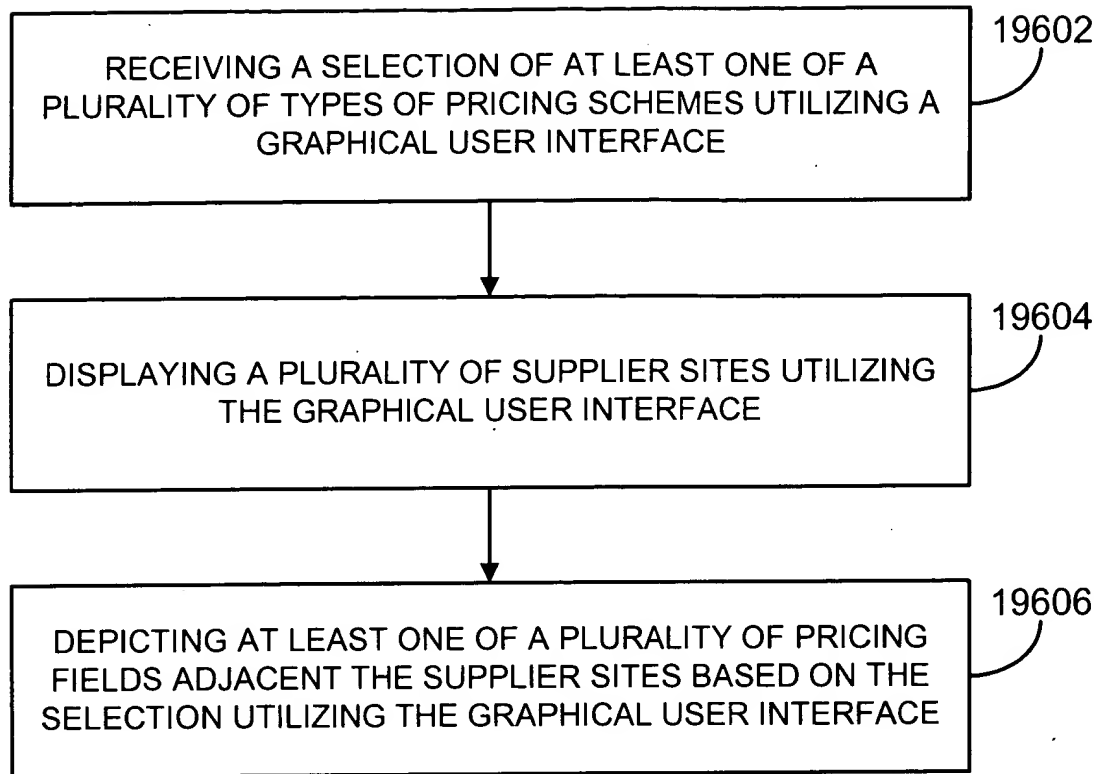 19602
RECEIVING A SELECTION OF AT LEAST ONE OF A
PLURALITY OF TYPES OF PRICING SCHEMES UTILIZING A
GRAPHICAL USER INTERFACE
19604
DISPLAYING A PLURALITY OF SUPPLIER SITES UTILIZING
THE GRAPHICAL USER INTERFACE
19606
DEPICTING AT LEAST ONE OF A PLURALITY OF PRICING
FIELDS ADJACENT THE SUPPLIER SITES BASED ON THE
SELECTION UTILIZING THE GRAPHICAL USER INTERFACE